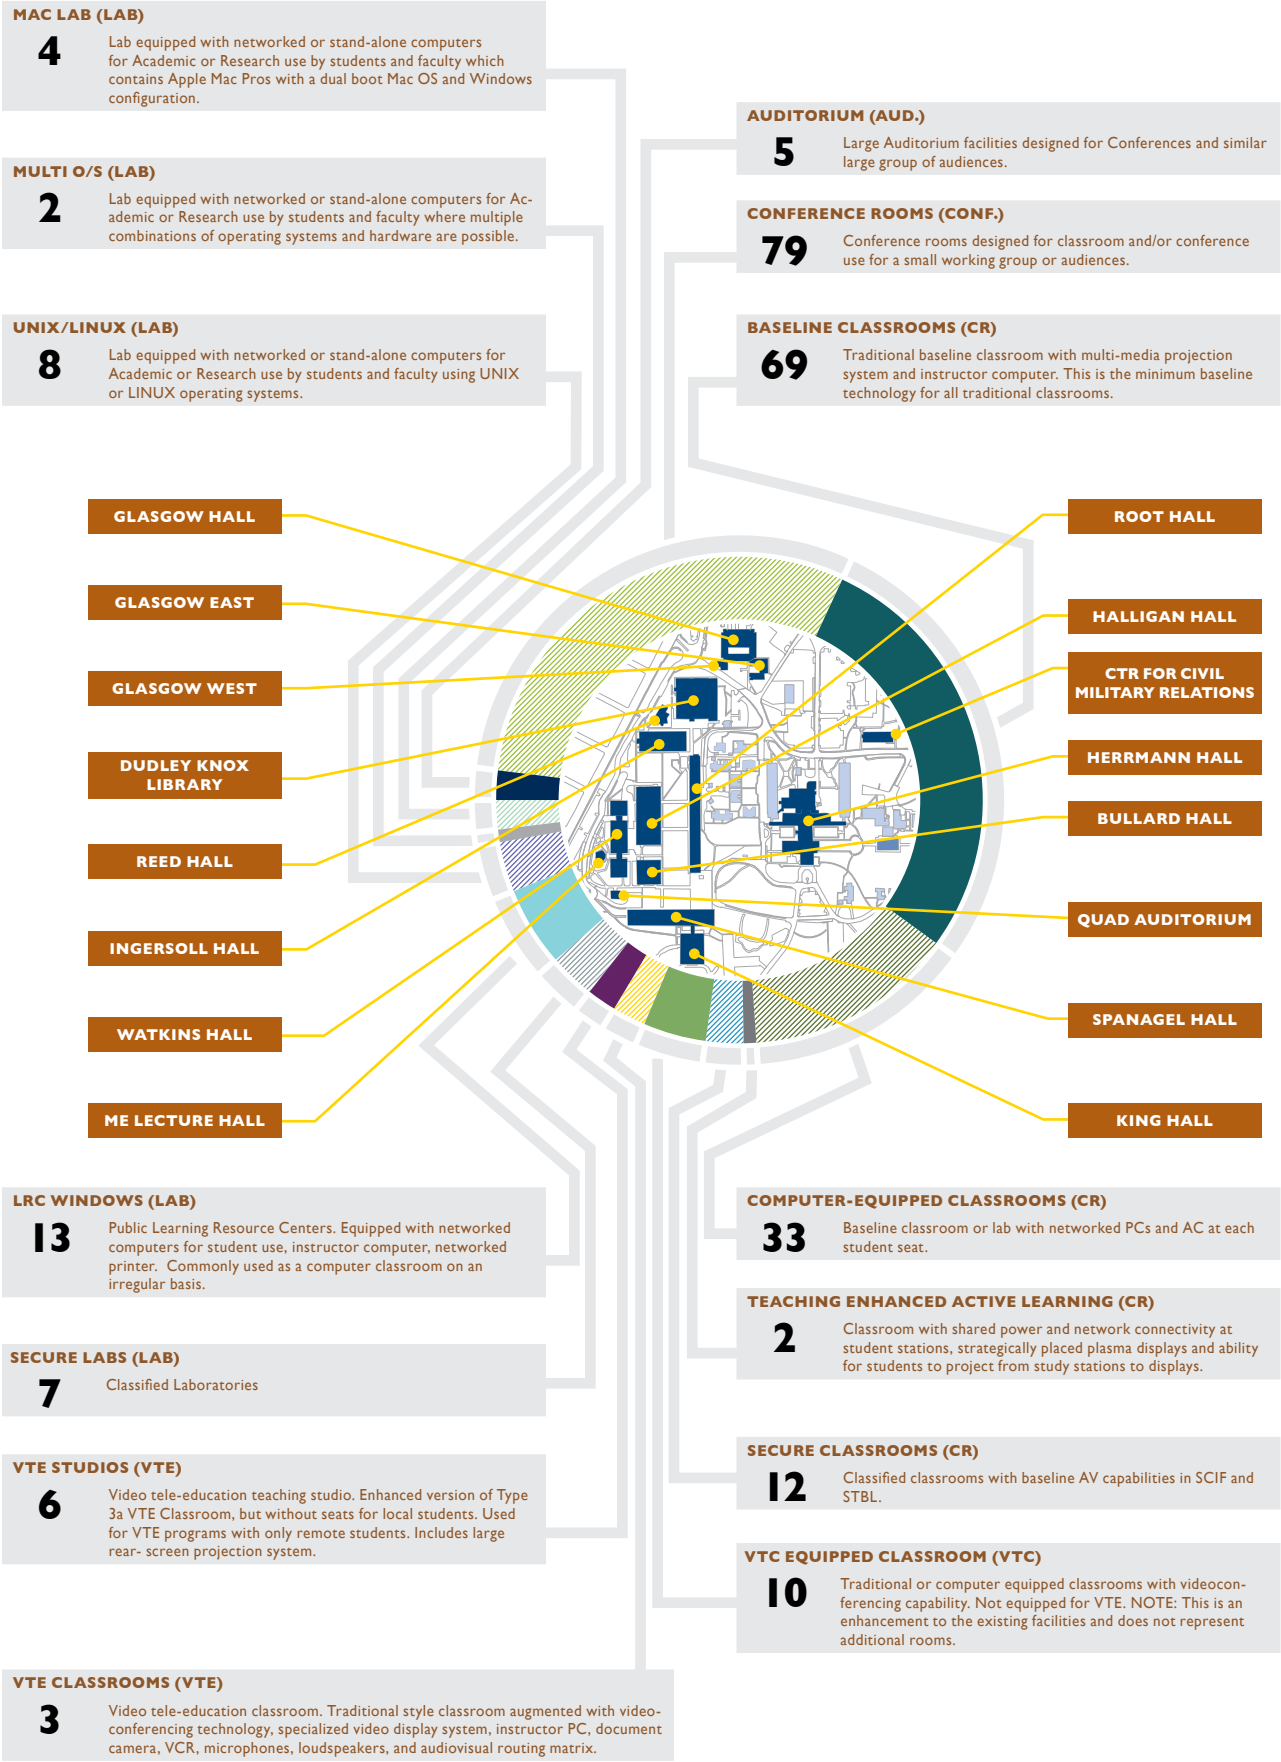 MAC LAB (LAB)
4
Lab equipped with networked or stand-alone computers
for Academic or Research use by students and faculty which
contains Apple Mac Pros with a dual boot Mac OS and Windows
configuration.
MULTI O/S (LAB)
2
Lab equipped with networked or stand-alone computers for Ac-
ademic or Research use by students and faculty where multiple
combinations of operating systems and hardware are possible.
UNIX/LINUX (LAB)
8
Lab equipped with networked or stand-alone computers for
Academic or Research use by students and faculty using UNIX
or LINUX operating systems.
AUDITORIUM (AUD.)
5
Large Auditorium facilities designed for Conferences and similar
large group of audiences.
CONFERENCE ROOMS (CONF.)
79
Conference rooms designed for classroom and/or conference
use for a small working group or audiences.
BASELINE CLASSROOMS (CR)
69
Traditional baseline classroom with multi-media projection
system and instructor computer. This is the minimum baseline
technology for all traditional classrooms.
GLASGOW HALL
GLASGOW EAST
GLASGOW WEST
DUDLEY KNOX
LIBRARY
REED HALL
INGERSOLL HALL
WATKINS HALL
ME LECTURE HALL
ROOT HALL
HALLIGAN HALL
CTR FOR CIVIL
MILITARY RELATIONS
HERRMANN HALL
BULLARD HALL
QUAD AUDITORIUM
SPANAGEL HALL
KING HALL
LRC WINDOWS (LAB)
13
Public Learning Resource Centers. Equipped with networked
computers for student use, instructor computer, networked
printer.  Commonly used as a computer classroom on an
irregular basis.
SECURE LABS (LAB)
7
Classified Laboratories
VTE STUDIOS (VTE)
6
Video tele-education teaching studio. Enhanced version of Type
3a VTE Classroom, but without seats for local students. Used
for VTE programs with only remote students. Includes large
rear- screen projection system.
VTE CLASSROOMS (VTE)
3
Video tele-education classroom. Traditional style classroom augmented with video-
conferencing technology, specialized video display system, instructor PC, document
camera, VCR, microphones, loudspeakers, and audiovisual routing matrix.
COMPUTER-EQUIPPED CLASSROOMS (CR)
33
Baseline classroom or lab with networked PCs and AC at each
student seat.
TEACHING ENHANCED ACTIVE LEARNING (CR)
2
Classroom with shared power and network connectivity at
student stations, strategically placed plasma displays and ability
for students to project from study stations to displays.
SECURE CLASSROOMS (CR)
12
Classified classrooms with baseline AV capabilities in SCIF and
STBL.
VTC EQUIPPED CLASSROOM (VTC)
10
Traditional or computer equipped classrooms with videocon-
ferencing capability. Not equipped for VTE. NOTE: This is an
enhancement to the existing facilities and does not represent
additional rooms.